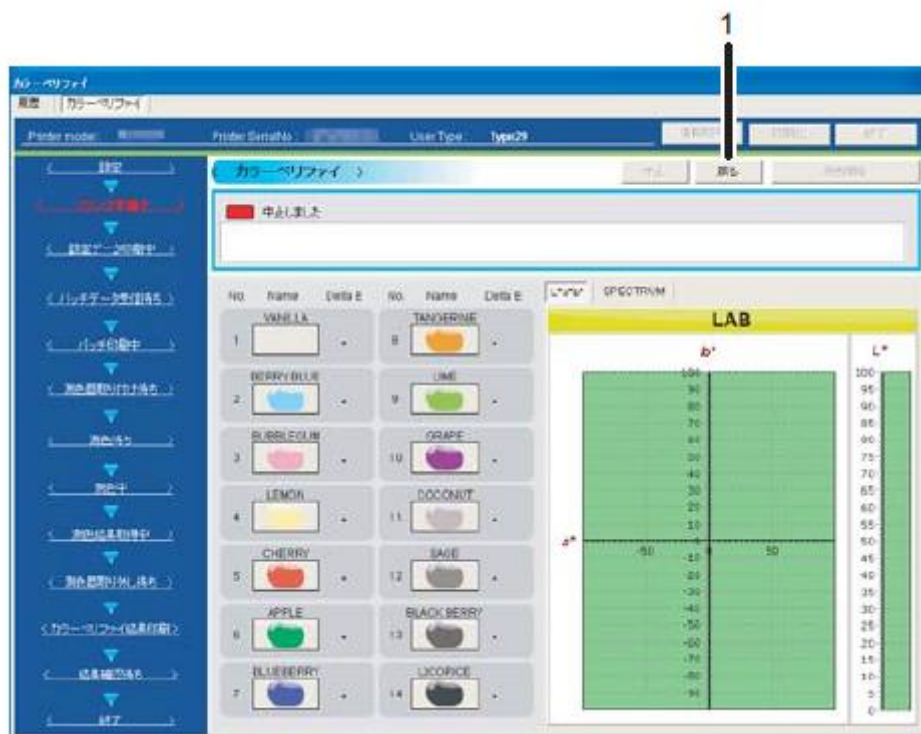 1
カラーベリファイ
履歴 カラーベリファイ
Printer model: Printer SerialNo User Type Type29
設定
設定データ印刷中
パッチデータ受信待ち
パッチ印刷中
測色器取り付け待ち
測色待ち
測色中
測色結果取得中
測色器取り外し待ち
カラーベリファイ結果印刷
結果確認待ち
終了
カラーベリファイ
中止 戻る
中止しました
No. Name Delta E No. Name Delta E
VANILLA TANGERINE
1 - 8 -
BERRY BLUE LIME
2 - 9 -
BUBBLEGUM GRAPE
3 - 10 -
LEMON COCONUT
4 - 11 -
CHERRY SAGE
5 - 12 -
APPLE BLACK BERRY
6 - 13 -
BLUEBERRY LICORICE
7 - 14 -
L*a*b* SPECTRUM
LAB
b* L*
a*
-50 0 50
100
95
90
85
80
75
70
65
60
55
50
45
40
35
30
25
20
15
10
5
0